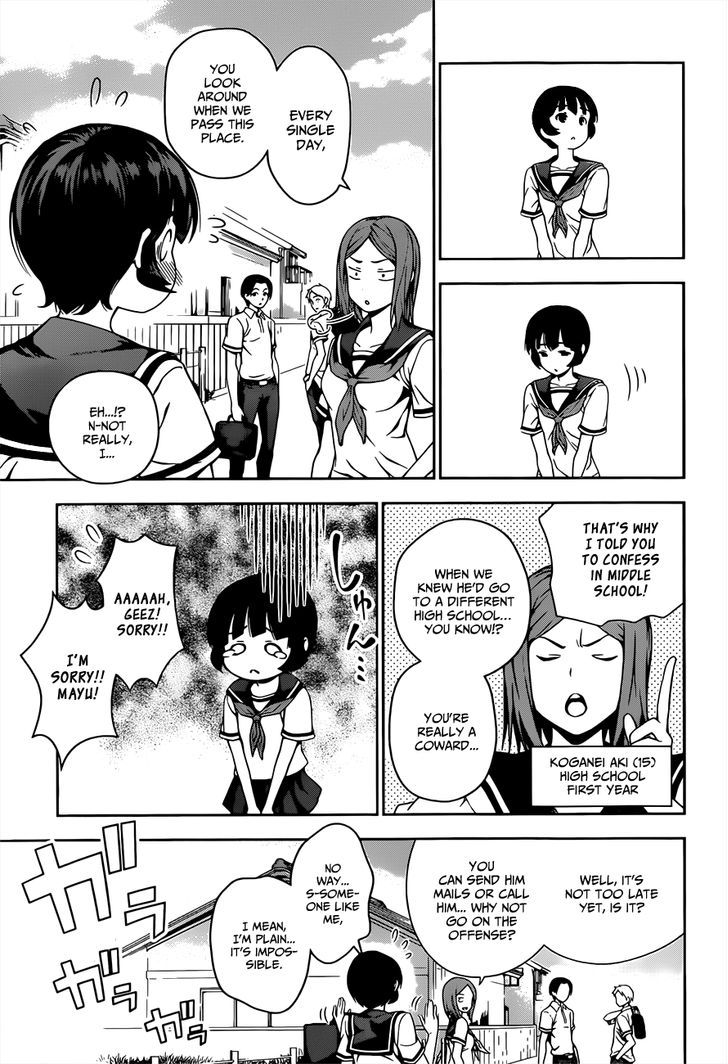 EVERY
SINGLE
DAY,
YOU
LOOK
AROUND
WHEN WE
PASS THIS
PLACE.
EH...!?
N-NOT
REALLY,
I...
THAT'S WHY
I TOLD YOU
TO CONFESS
IN MIDDLE
SCHOOL!
WHEN WE
KNEW HE'D GO
TO A DIFFERENT
HIGH SCHOOL...
YOU KNOW!?
YOU'RE
REALLY A
COWARD...
KOGANEI AKI (15)
HIGH SCHOOL
FIRST YEAR
しゅん…
AAAAAH,
GEEZ!
SORRY!!
I'M
SORRY!!
MAYU!
WELL, IT'S
NOT TOO LATE
YET, IS IT?
YOU
CAN SEND HIM
MAILS OR CALL
HIM... WHY NOT
GO ON THE
OFFENSE?
NO
WAY...
S-SOME-
ONE LIKE
ME,
I MEAN,
I'M PLAIN...
IT'S IMPOS-
SIBLE.
ガラ
ガラ